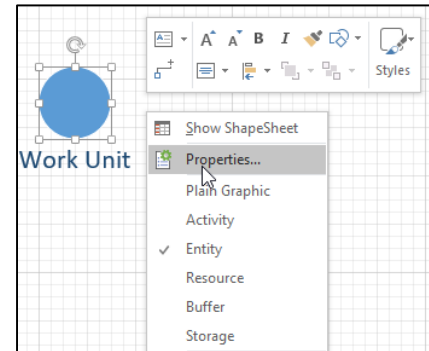 A A B I
Styles
Work Unit
Show ShapeSheet
Properties...
Plain Graphic
Activity
Entity
Resource
Buffer
Storage